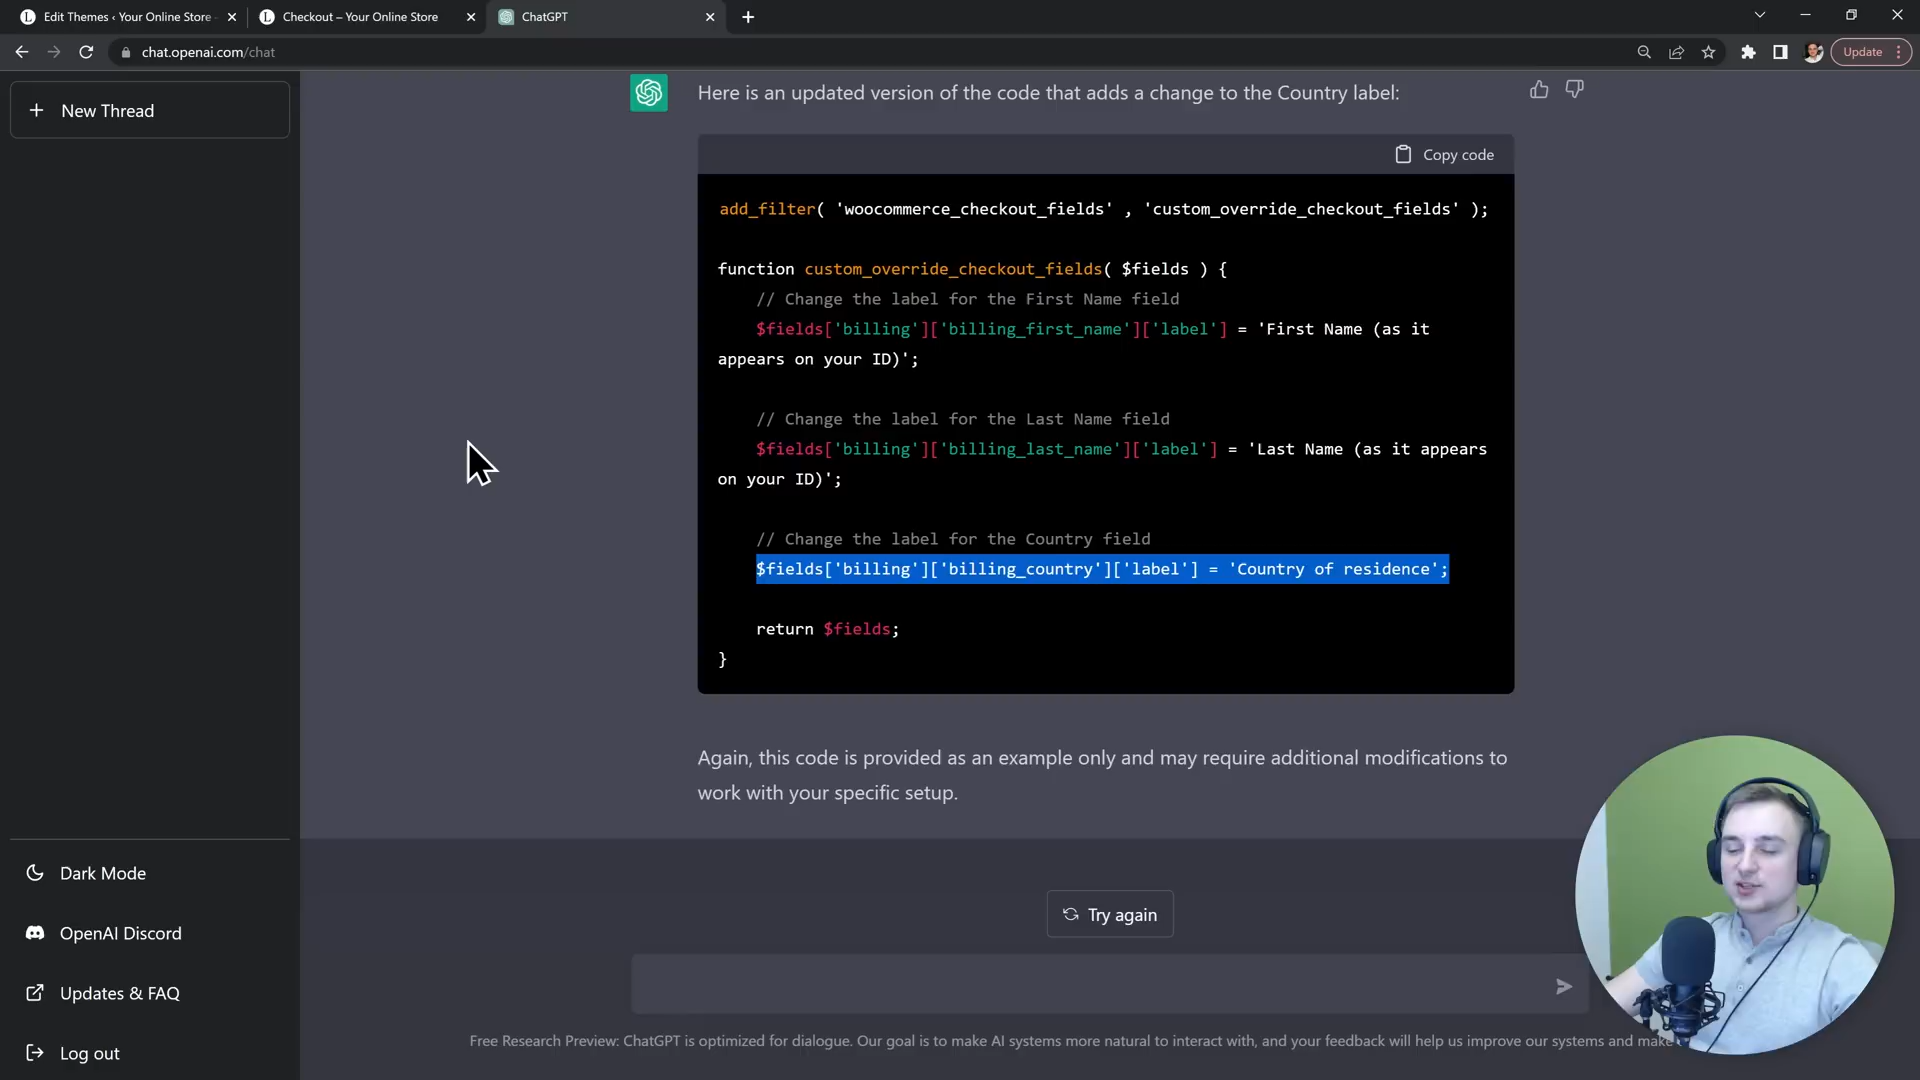 Edit Themes ‹ Your Online Store
Checkout – Your Online Store
ChatGPT
chat.openai.com/chat
Update
New Thread
Here is an updated version of the code that adds a change to the Country label:
Copy code
add_filter( 'woocommerce_checkout_fields' , 'custom_override_checkout_fields' );
function custom_override_checkout_fields( $fields ) {
// Change the label for the First Name field
$fields['billing']['billing_first_name']['label'] = 'First Name (as it
appears on your ID)';
// Change the label for the Last Name field
$fields['billing']['billing_last_name']['label'] = 'Last Name (as it appears
on your ID)';
// Change the label for the Country field
$fields['billing']['billing_country']['label'] = 'Country of residence';
return $fields;
}
Again, this code is provided as an example only and may require additional modifications to
work with your specific setup.
Dark Mode
OpenAI Discord
Updates & FAQ
Log out
Try again
Free Research Preview: ChatGPT is optimized for dialogue. Our goal is to make AI systems more natural to interact with, and your feedback will help us improve our systems and make